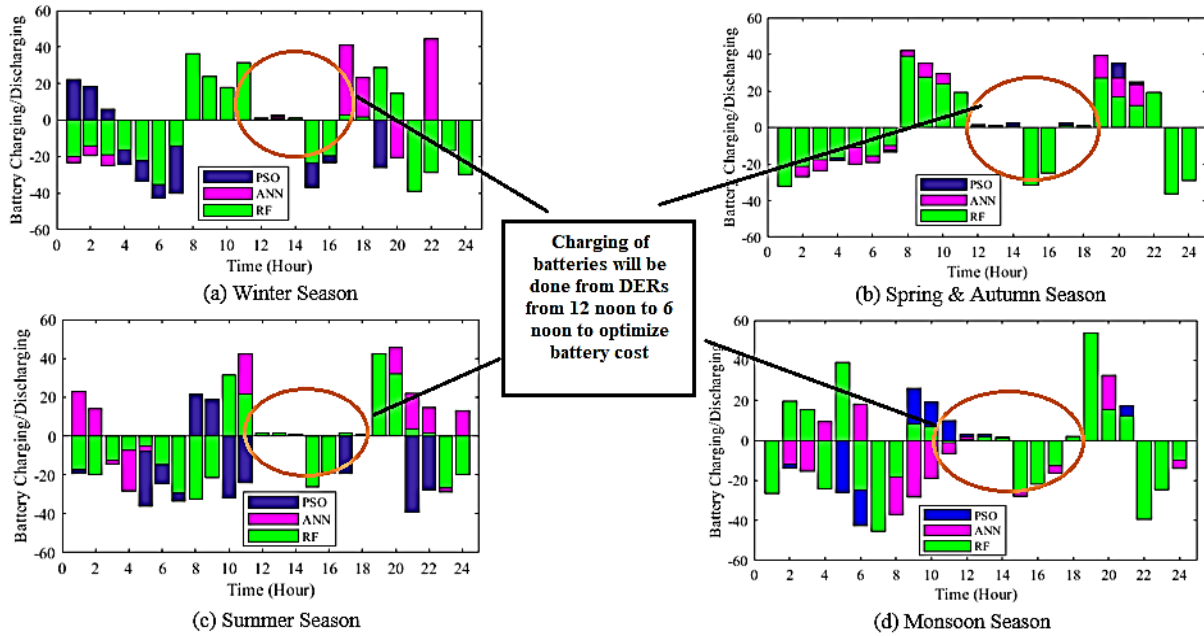 60
40
20
0
-20
-40
-60
Battery Charging/Discharging
PSO
ANN
RF
0 2 4 6 8 10 12 14 16 18 20 22 24
Time (Hour)
(a) Winter Season
60
40
20
0
-20
-40
-60
Battery Charging/Discharging
PSO
ANN
RF
0 2 4 6 8 10 12 14 16 18 20 22 24
Time (Hour)
(b) Spring & Autumn Season
Charging of
batteries will be
done from DERs
from 12 noon to 6
noon to optimize
battery cost
60
40
20
0
-20
-40
-60
Battery Charging/Discharging
PSO
ANN
RF
0 2 4 6 8 10 12 14 16 18 20 22 24
Time (Hour)
(c) Summer Season
60
40
20
0
-20
-40
-60
Battery Charging/Discharging
PSO
ANN
RF
2 4 6 8 10 12 14 16 18 20 22 24
Time (Hour)
(d) Monsoon Season